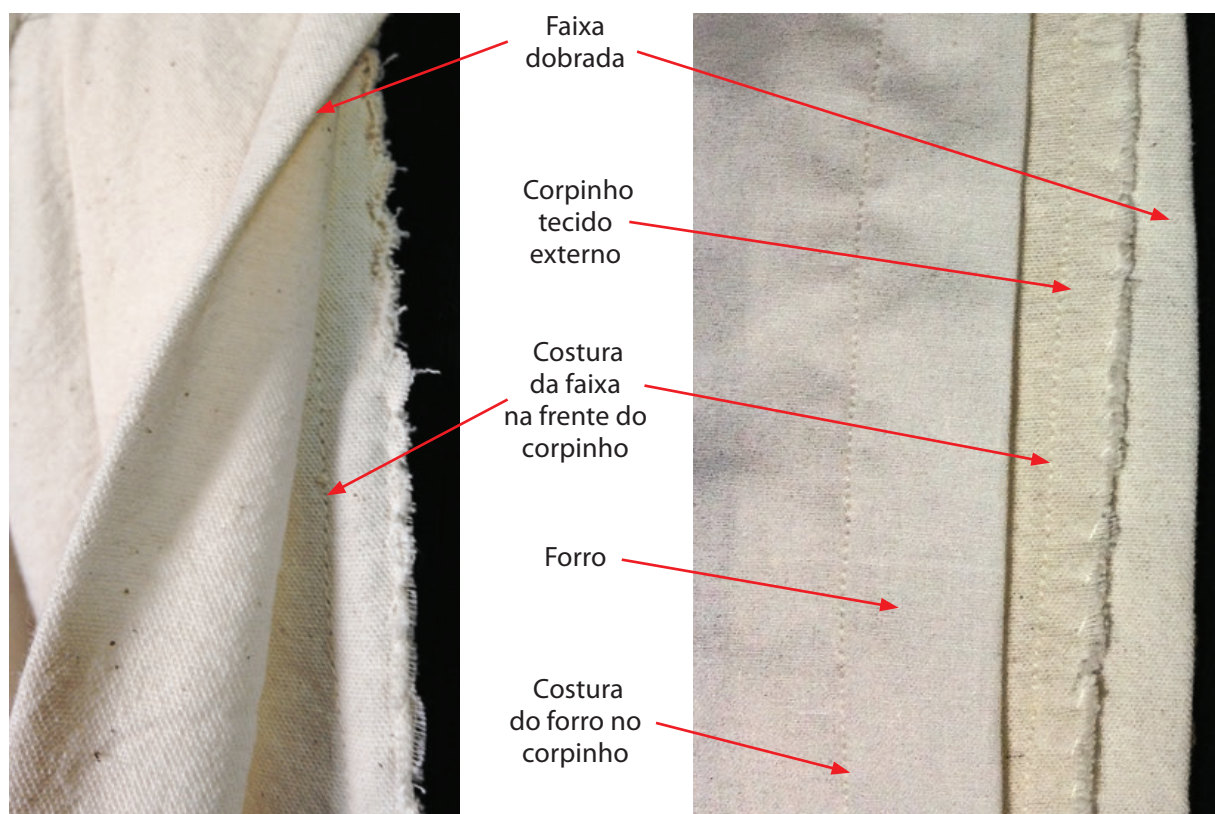 Faixa
dobrada
Corpinho
tecido
externo
Costura
da faixa
na frente do
corpinho
Forro
Costura
do forro no
corpinho